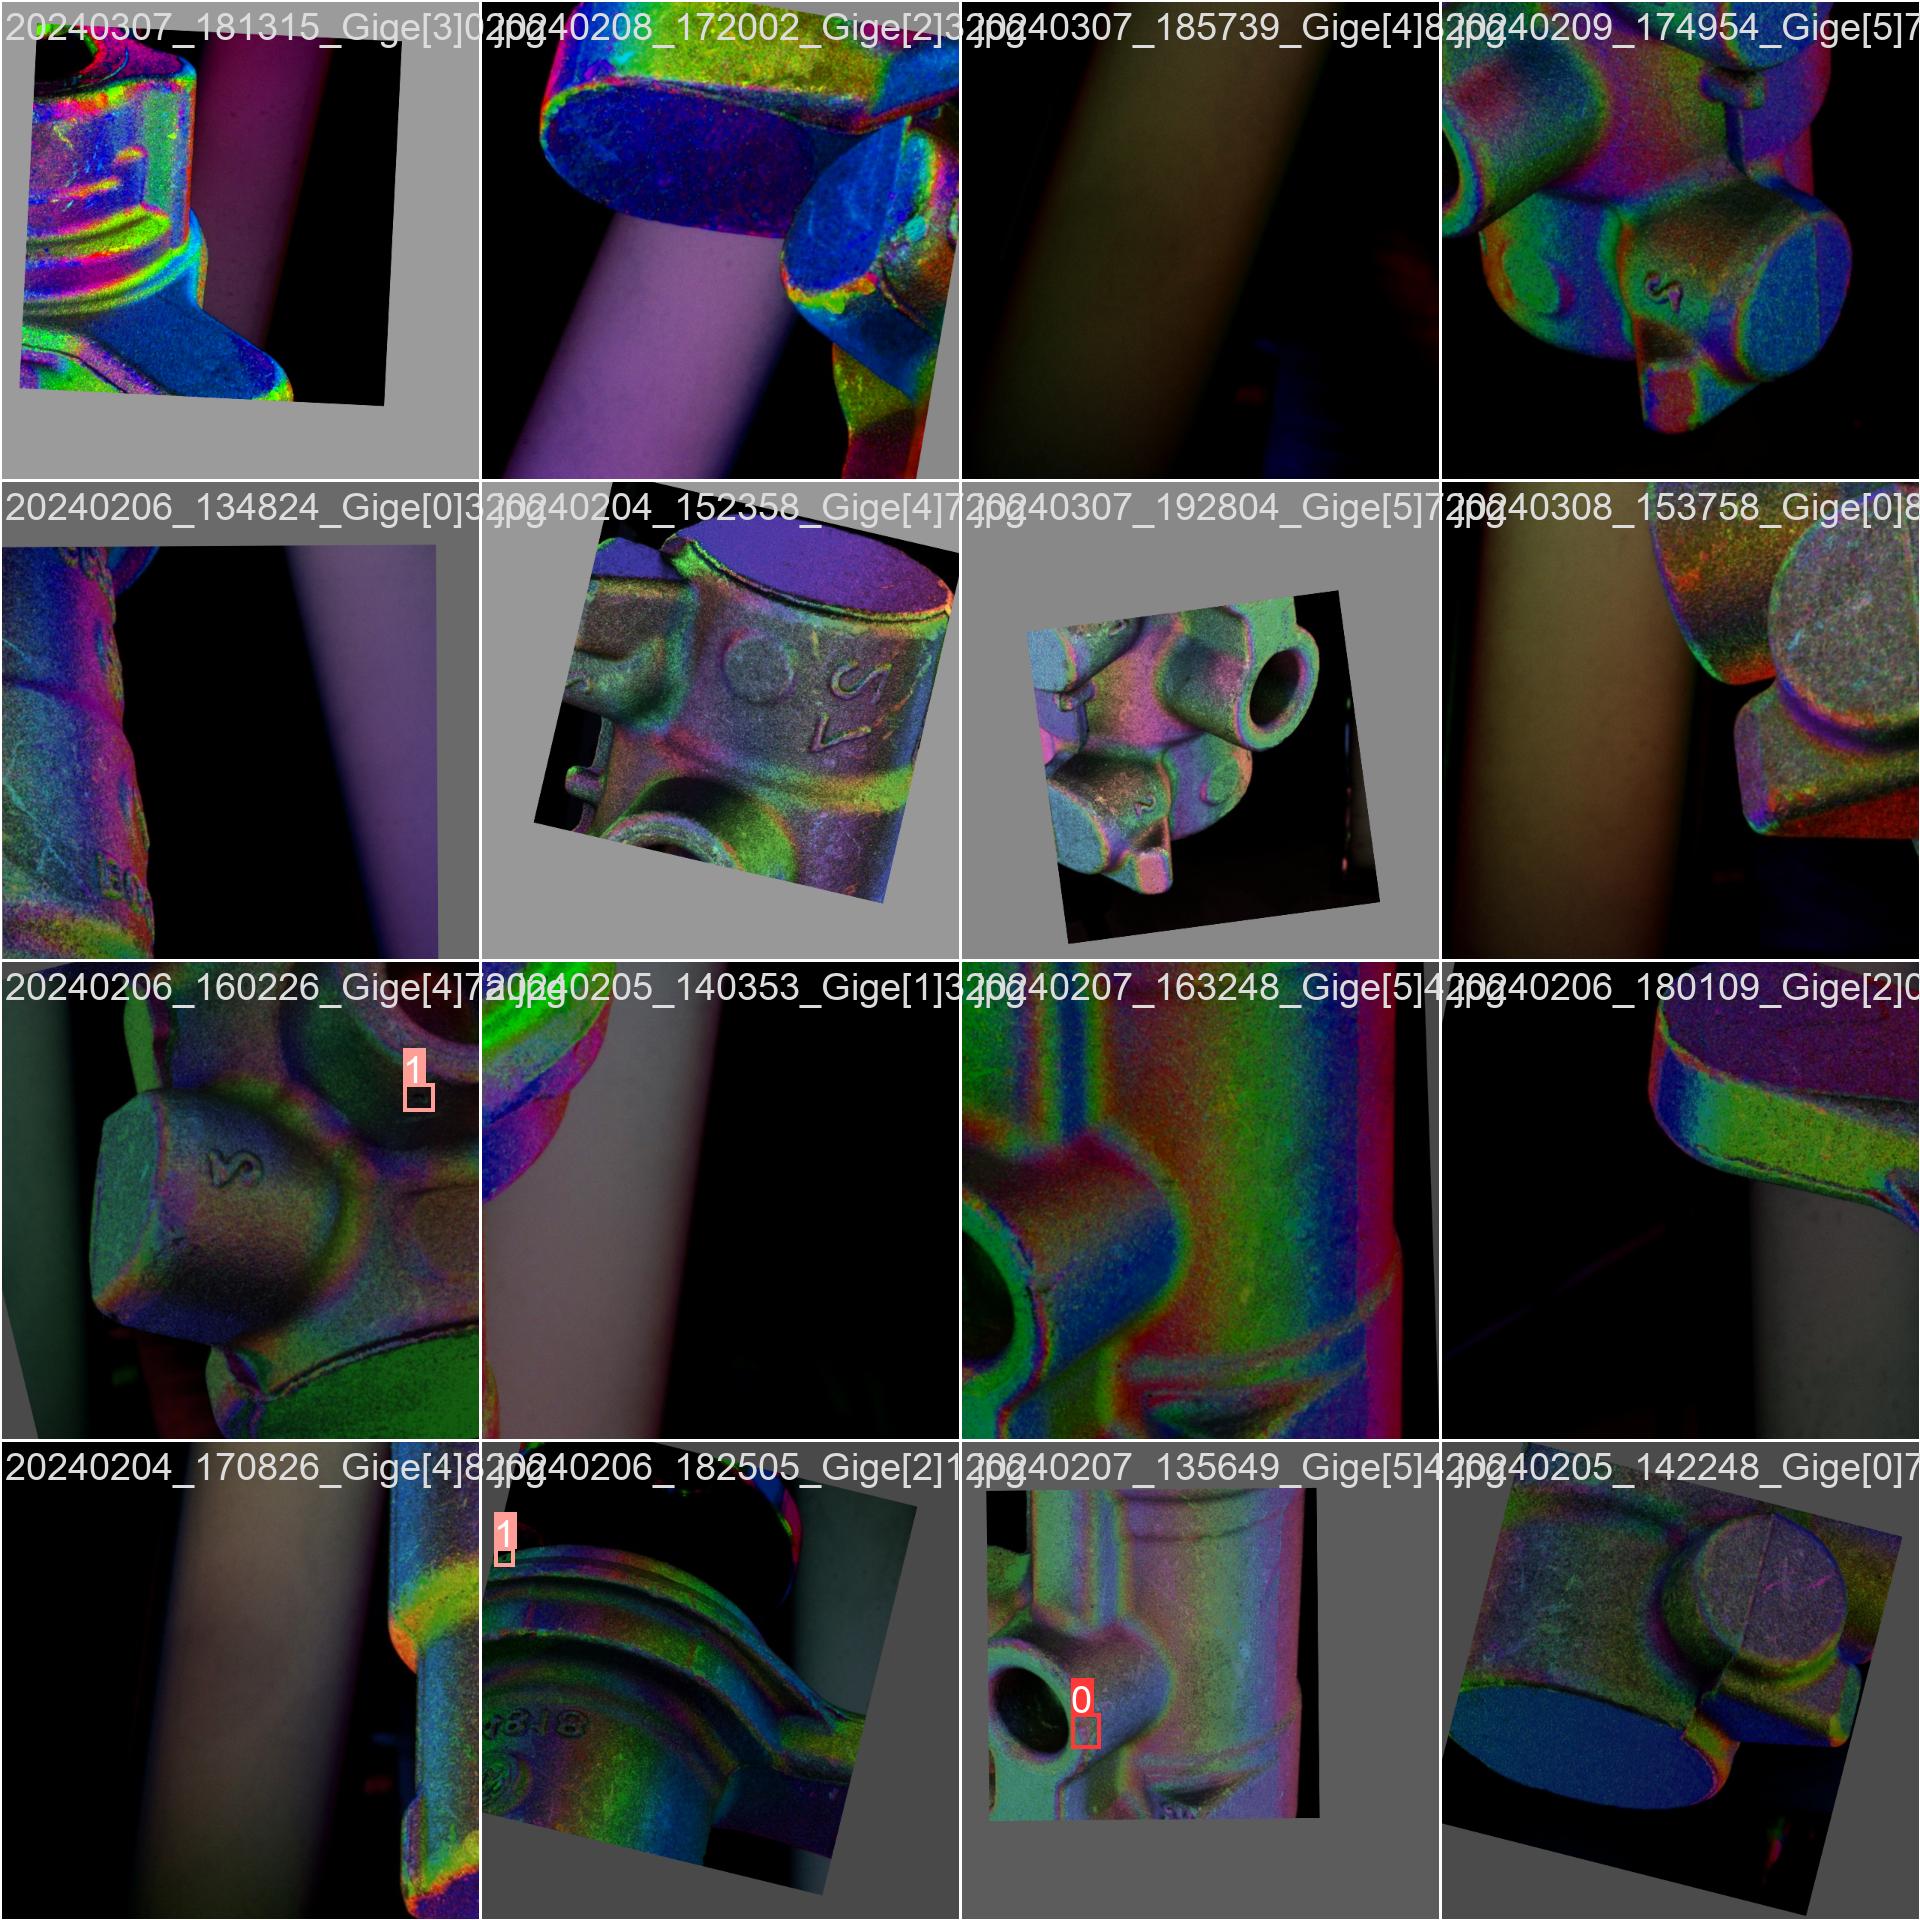 20240307_181315_Gige[3]0
20240208_172002_Gige[2]3
20240307_185739_Gige[4]8
20240209_174954_Gige[5]7
20240206_134824_Gige[0]3
20240204_152358_Gige[4]7
20240307_192804_Gige[5]7
20240308_153758_Gige[0]8
20240206_160226_Gige[4]7
20240205_140353_Gige[1]3
20240207_163248_Gige[5]4
20240206_180109_Gige[2]0
1
20240204_170826_Gige[4]8
20240206_182505_Gige[2]1
20240207_135649_Gige[5]4
20240205_142248_Gige[0]7
1
0